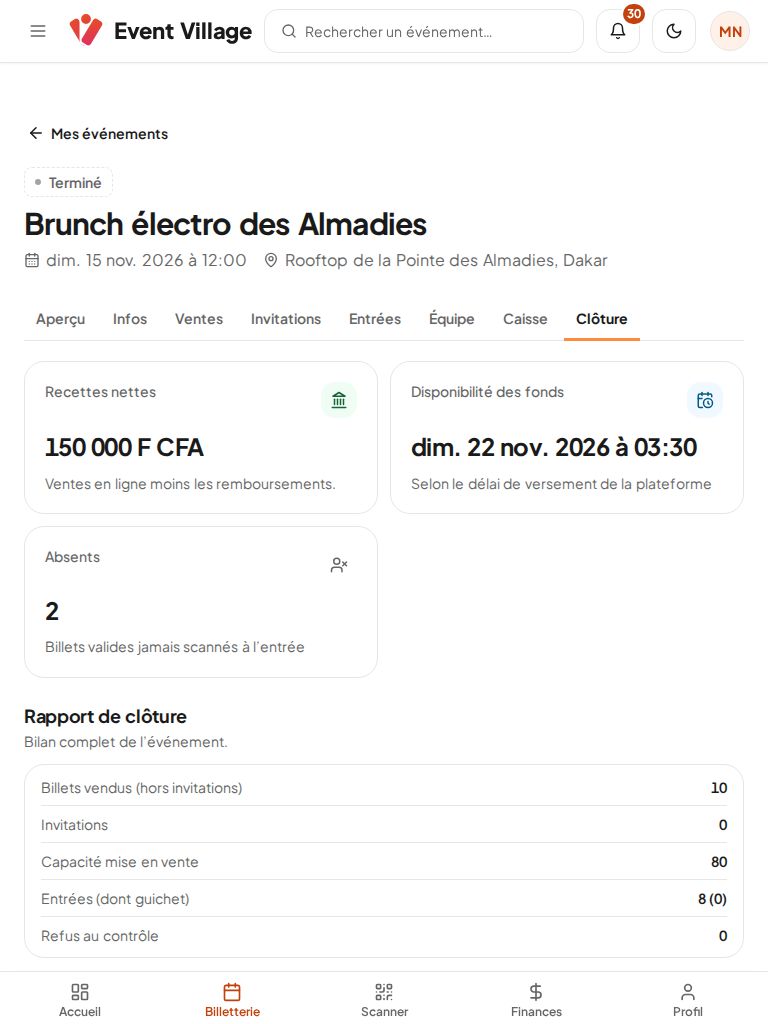 Event Village
Rechercher un événement…
30
MN
Mes événements
Terminé
Brunch électro des Almadies
dim. 15 nov. 2026 à 12:00
Rooftop de la Pointe des Almadies, Dakar
Aperçu
Infos
Ventes
Invitations
Entrées
Équipe
Caisse
Clôture
Recettes nettes
150 000 F CFA
Ventes en ligne moins les remboursements.
Disponibilité des fonds
dim. 22 nov. 2026 à 03:30
Selon le délai de versement de la plateforme
Absents
2
Billets valides jamais scannés à l’entrée
Rapport de clôture
Bilan complet de l’événement.
Billets vendus (hors invitations) 10
Invitations 0
Capacité mise en vente 80
Entrées (dont guichet) 8 (0)
Refus au contrôle 0
Accueil
Billetterie
Scanner
Finances
Profil